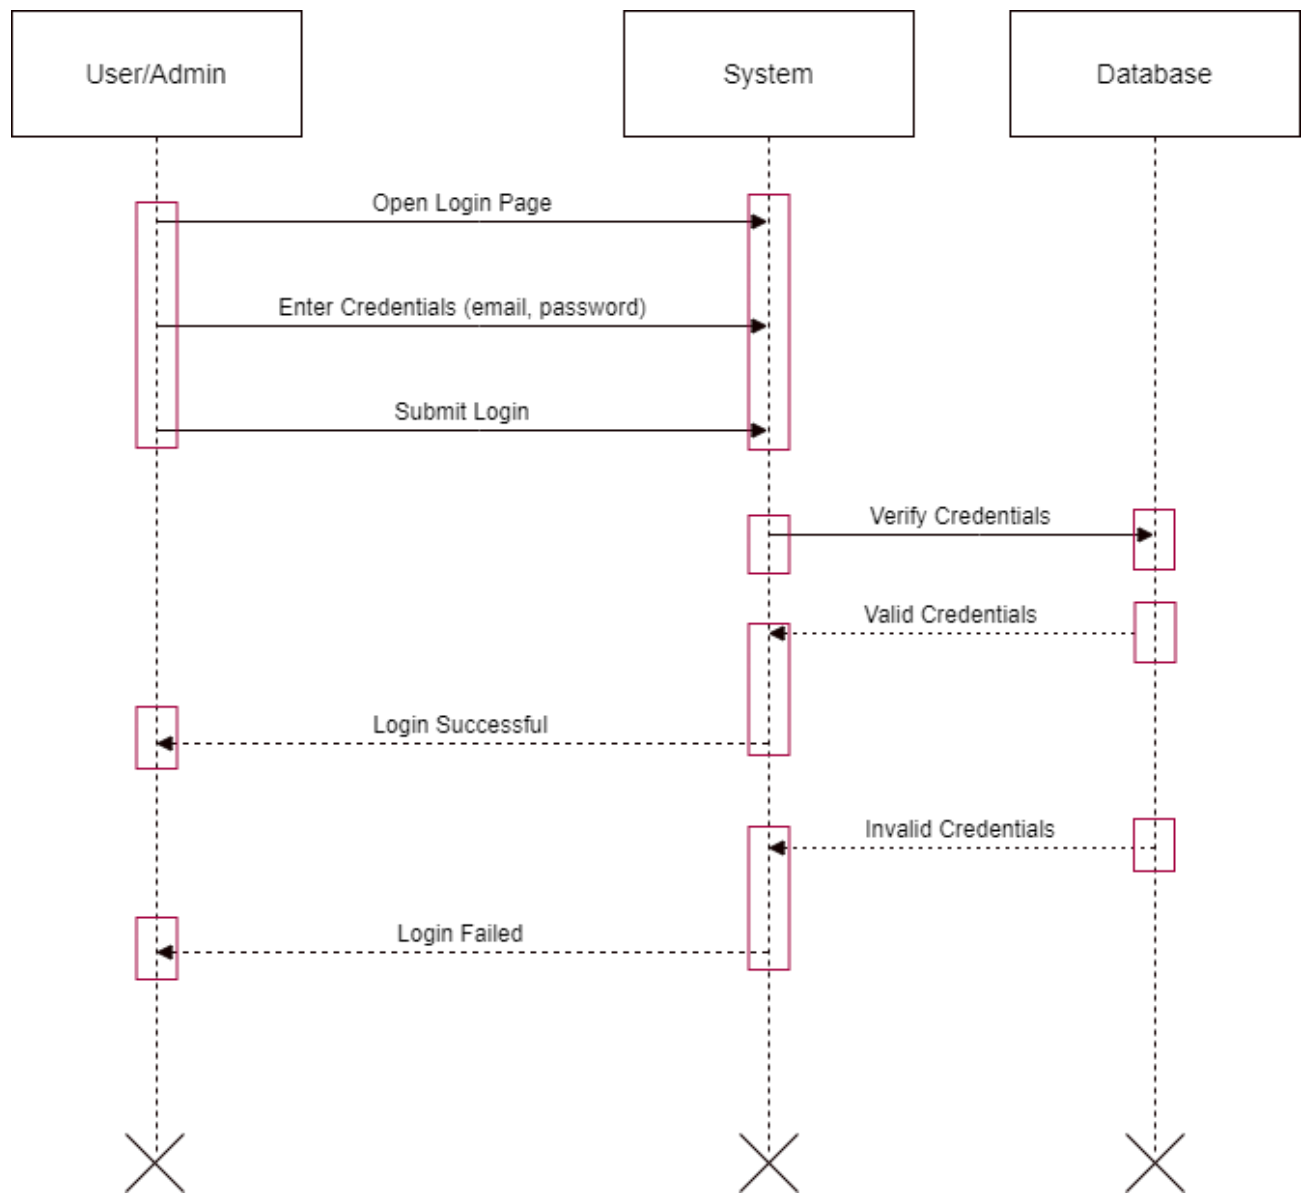 User/Admin
System
Database
Open Login Page
Enter Credentials (email, password)
Submit Login
Verify Credentials
Valid Credentials
Login Successful
Invalid Credentials
Login Failed